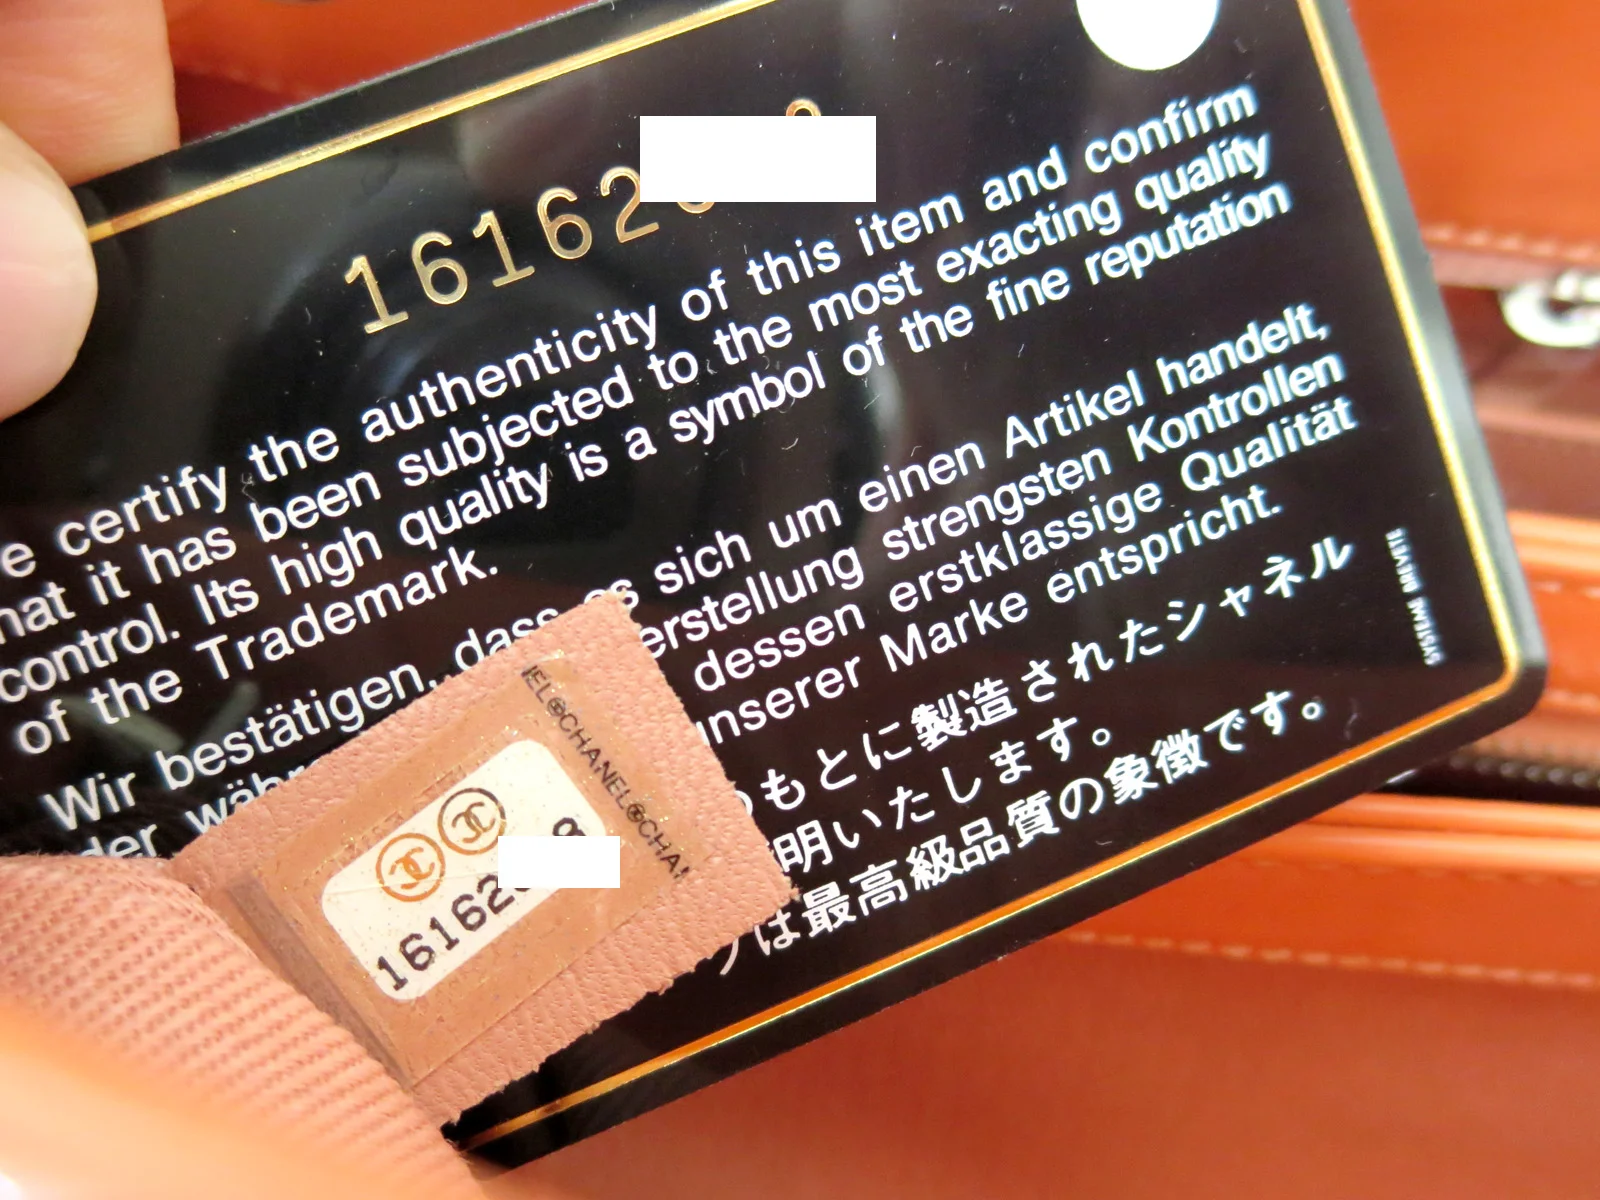 16162
certify the authenticity of this item and confirm
that it has been subjected to the most exacting quality
control. Its high quality is a symbol of the fine reputation
of the Trademark.
Wir bestätigen, dass es sich um einen Artikel handelt,
der erstellung strengsten Kontrollen
dessen erstklassige Qualität
unserer Marke entspricht.
もとに製造されたシャネル
明いたします。
は最高級品質の象徴です。
SYSTEME BREVETE
CHANEL CHANEL
16162